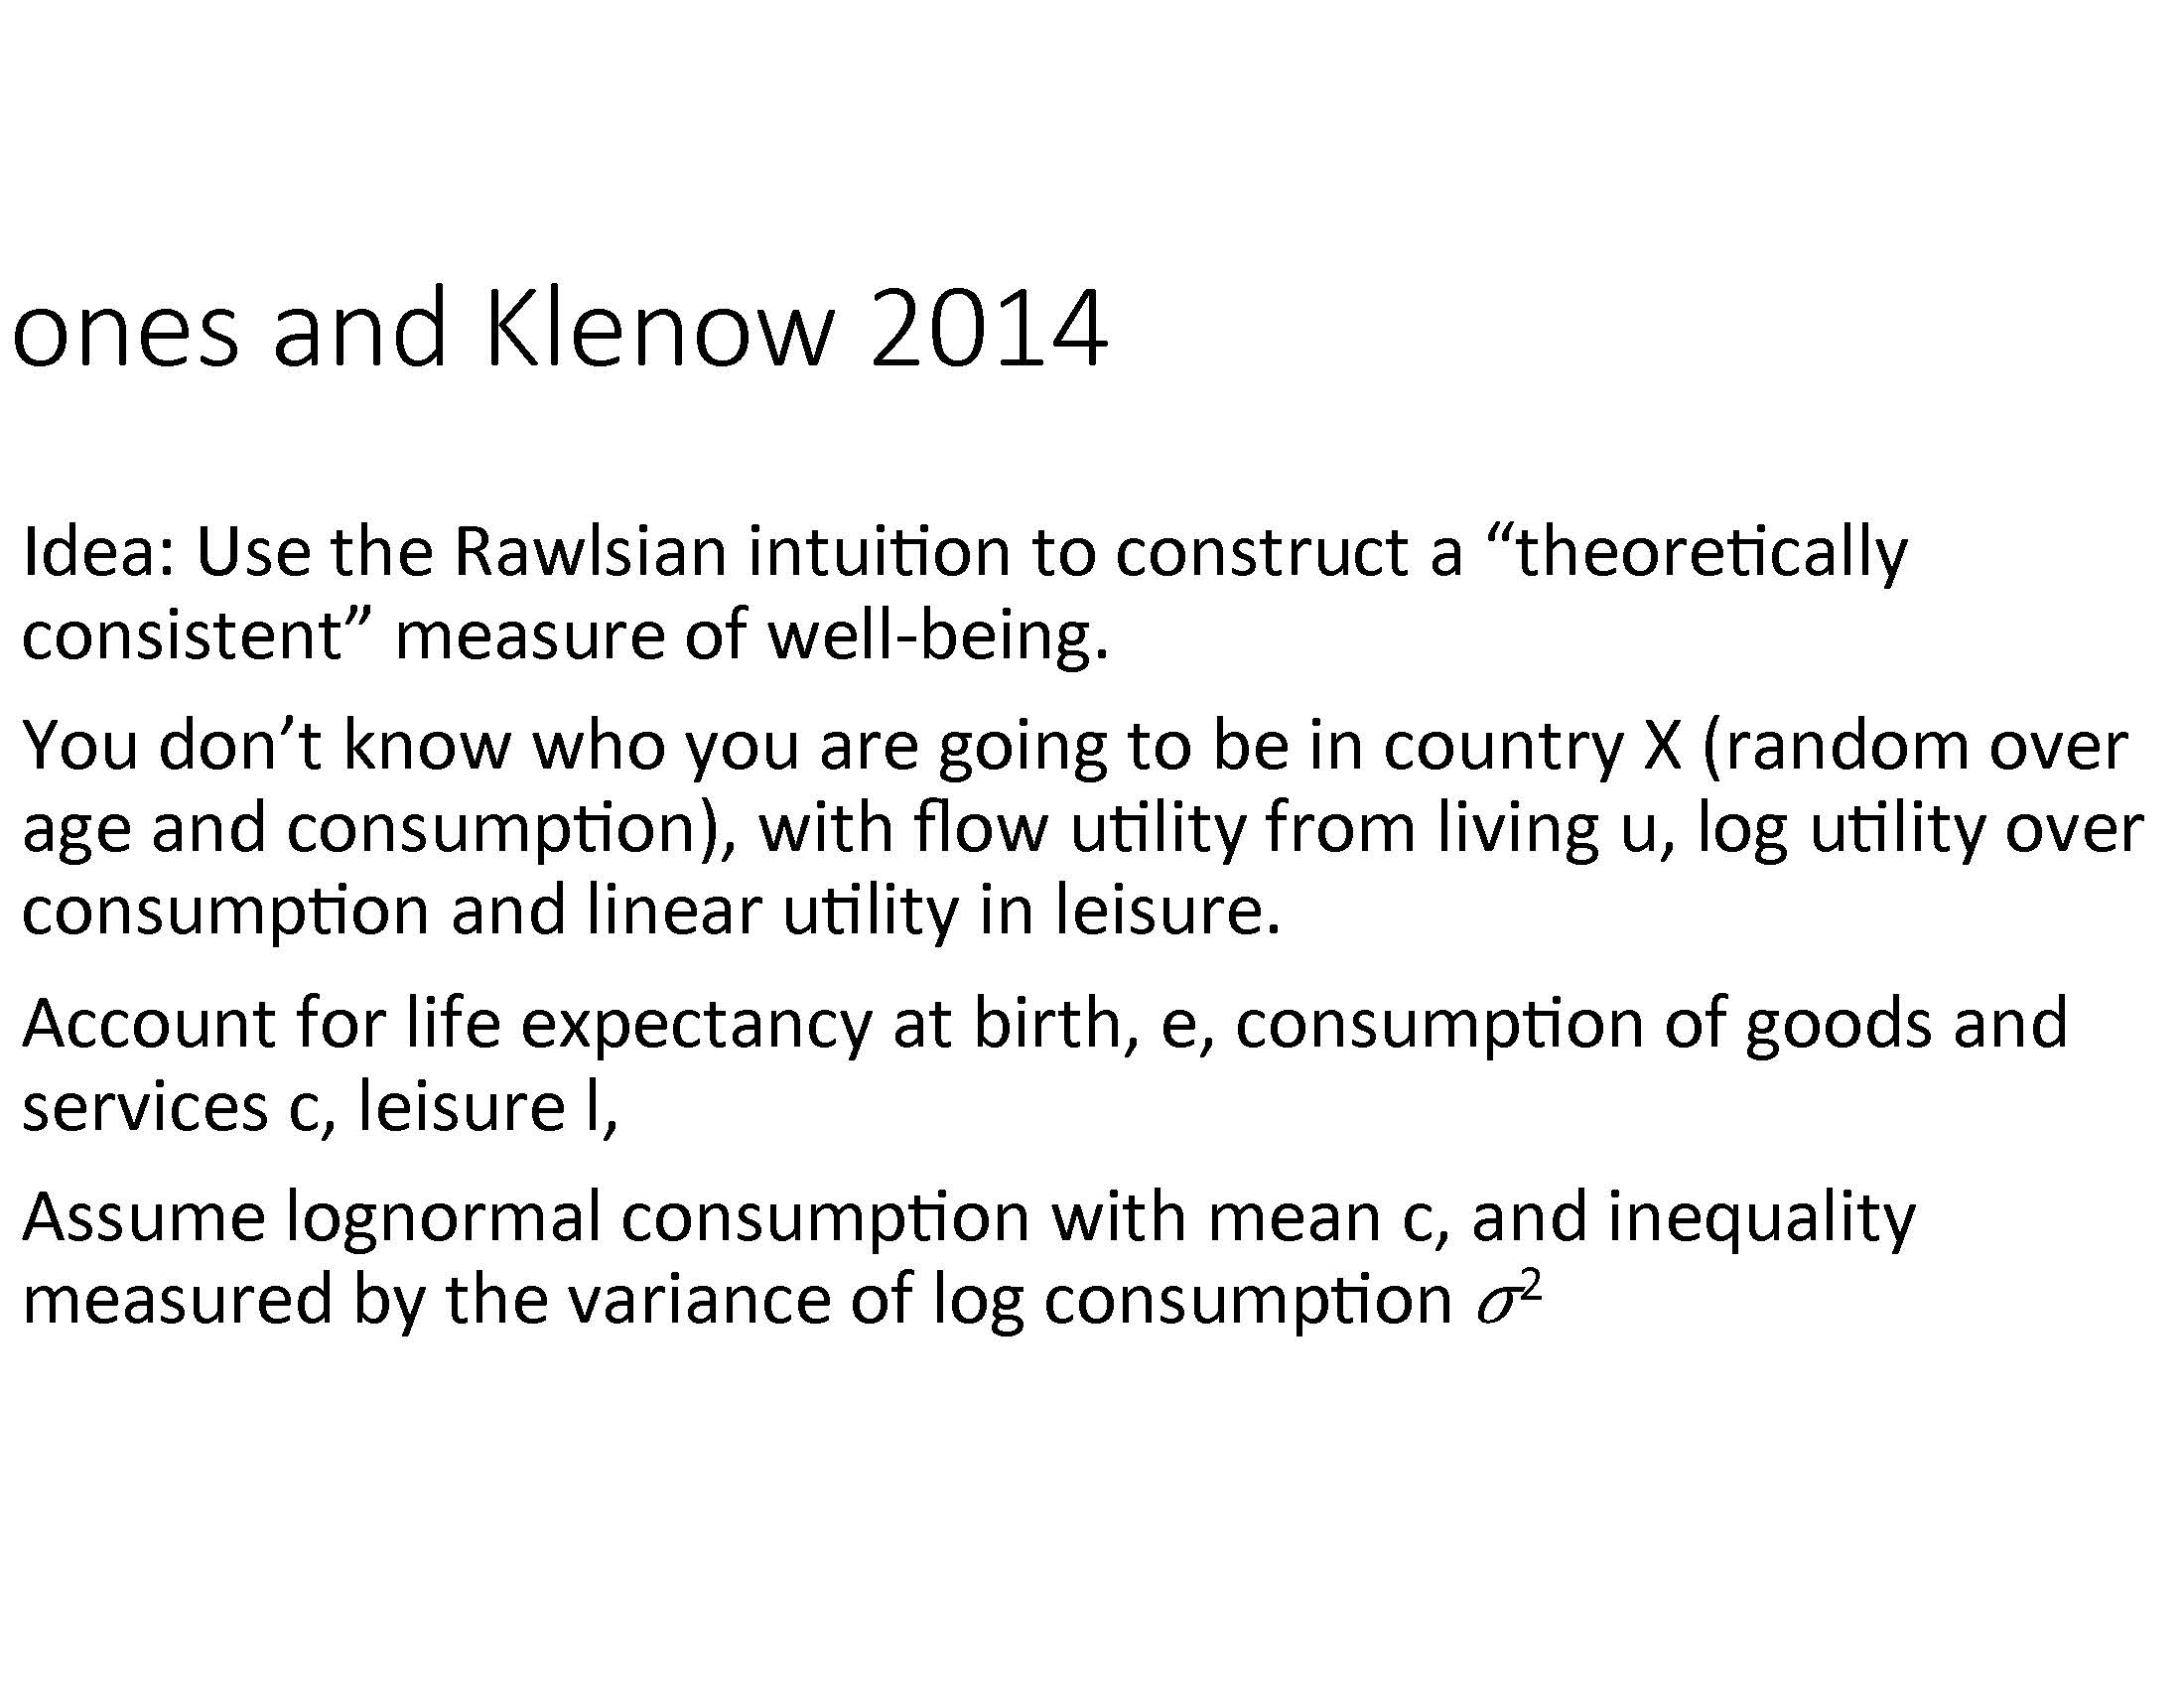 ones and Klenow 2014
Idea: Use the Rawlsian intuition to construct a “theoretically
consistent” measure of well-being.
You don’t know who you are going to be in country X (random over
age and consumption), with flow utility from living u, log utility over
consumption and linear utility in leisure.
Account for life expectancy at birth, e, consumption of goods and
services c, leisure l,
Assume lognormal consumption with mean c, and inequality
measured by the variance of log consumption 𝜎²